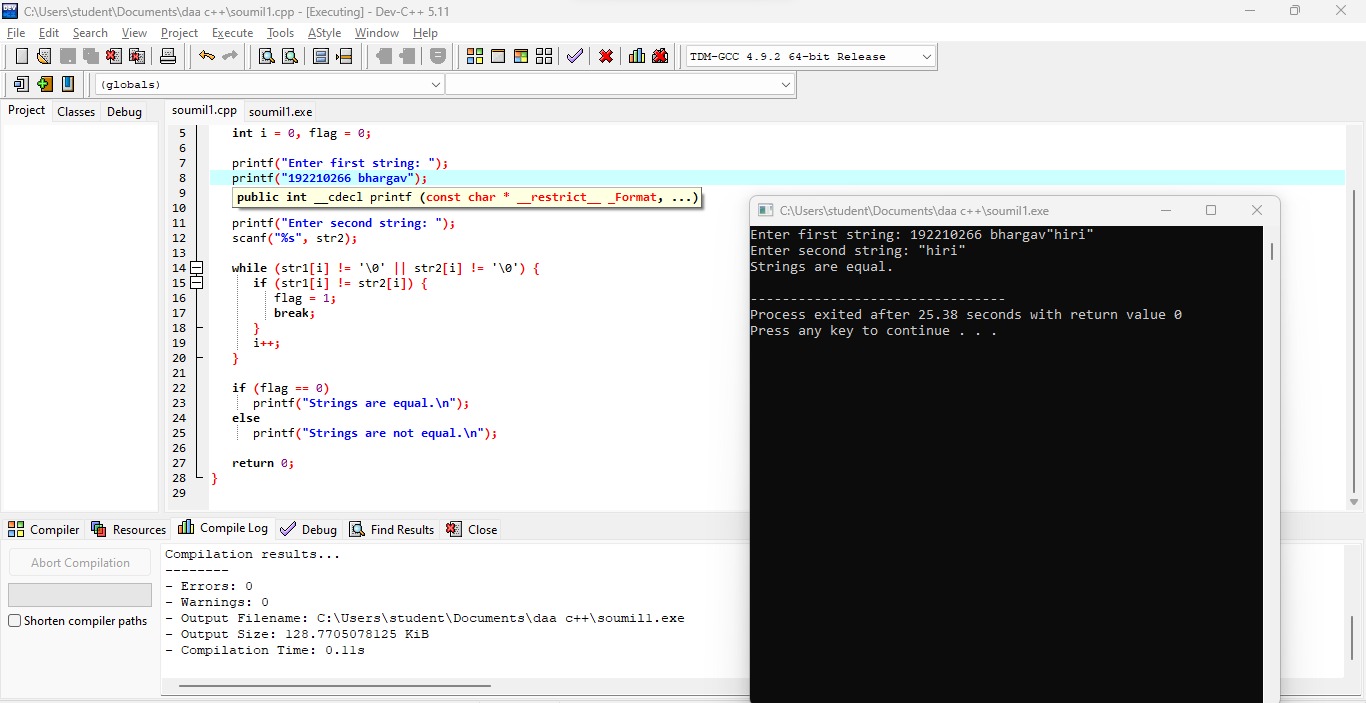 C:\Users\student\Documents\daa c++\soumil1.cpp - [Executing] - Dev-C++ 5.11
File Edit Search View Project Execute Tools AStyle Window Help
TDM-GCC 4.9.2 64-bit Release
(globals)
Project Classes Debug soumil1.cpp soumil1.exe
5 int i = 0, flag = 0;
6
7 printf("Enter first string: ");
8 printf("192210266 bhargav");
9 public int __cdecl printf (const char * __restrict__ _Format, ...)
10
11 printf("Enter second string: ");
12 scanf("%s", str2);
13
14 while (str1[i] != '\0' || str2[i] != '\0') {
15 if (str1[i] != str2[i]) {
16 flag = 1;
17 break;
18 }
19 i++;
20 }
21
22 if (flag == 0)
23 printf("Strings are equal.\n");
24 else
25 printf("Strings are not equal.\n");
26
27 return 0;
28 }
29
C:\Users\student\Documents\daa c++\soumil1.exe
Enter first string: 192210266 bhargav"hiri"
Enter second string: "hiri"
Strings are equal.
--------------------------------
Process exited after 25.38 seconds with return value 0
Press any key to continue . . .
Compiler Resources Compile Log Debug Find Results Close
Abort Compilation
Shorten compiler paths
Compilation results...
--------
- Errors: 0
- Warnings: 0
- Output Filename: C:\Users\student\Documents\daa c++\soumil1.exe
- Output Size: 128.7705078125 KiB
- Compilation Time: 0.11s